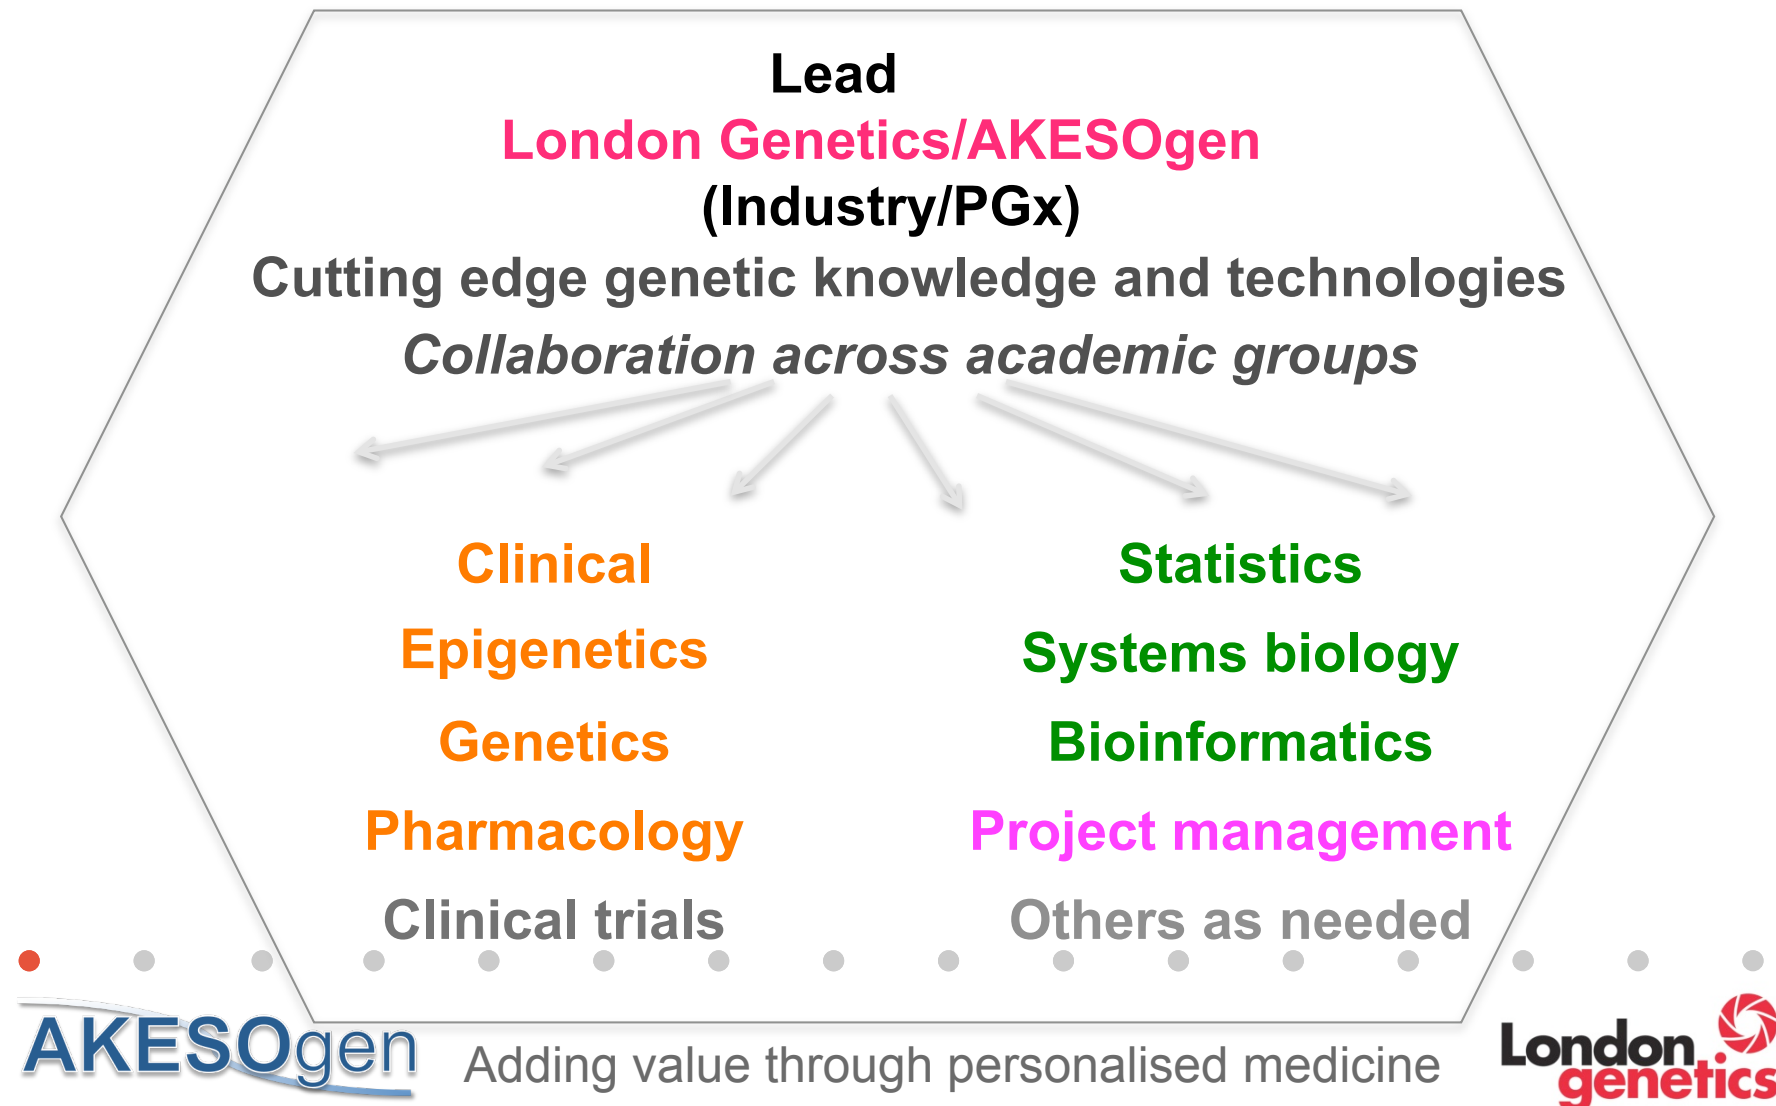 Lead
London Genetics/AKESOgen
(Industry/PGx)
Cutting edge genetic knowledge and technologies
Collaboration across academic groups
Clinical
Epigenetics
Genetics
Pharmacology
Clinical trials
Statistics
Systems biology
Bioinformatics
Project management
Others as needed
AKESOgen
Adding value through personalised medicine
London
genetics